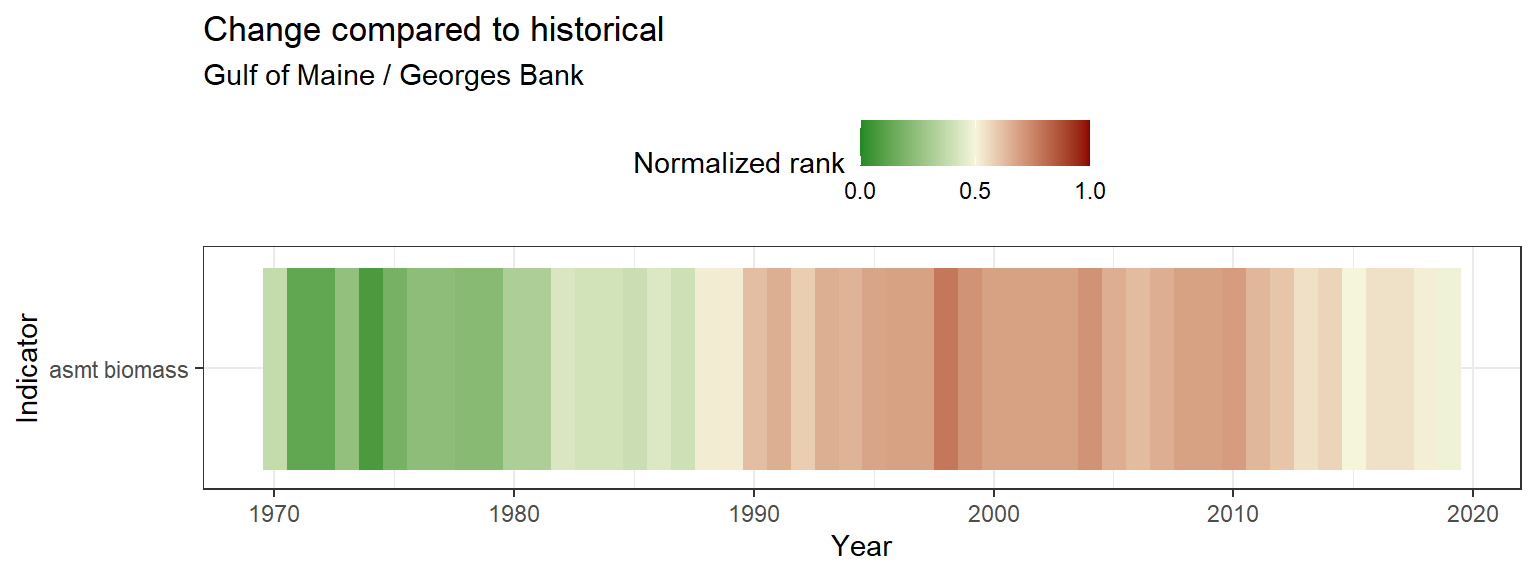 Change compared to historical
Gulf of Maine / Georges Bank
Normalized rank
0.0 0.5 1.0
Indicator
asmt biomass
1970 1980 1990 2000 2010 2020
Year